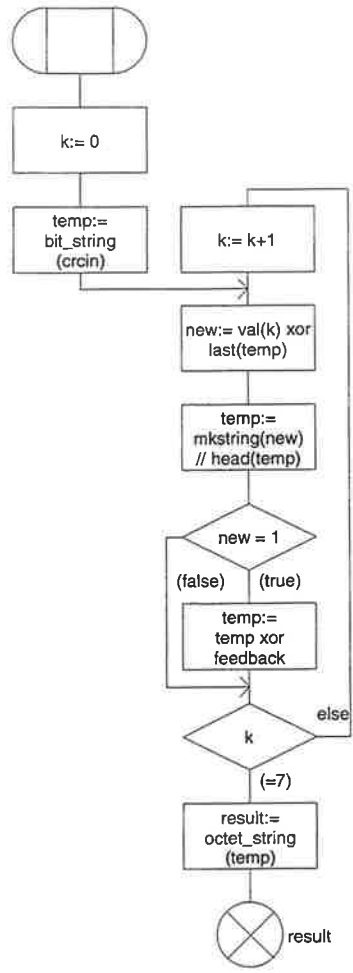 k:= 0
temp:=
bit_string
(crcin)
k:= k+1
new:= val(k) xor
last(temp)
temp:=
mkstring(new)
// head(temp)
new = 1
(false)
(true)
temp:=
temp xor
feedback
else
k
(=7)
result:=
octet_string
(temp)
result